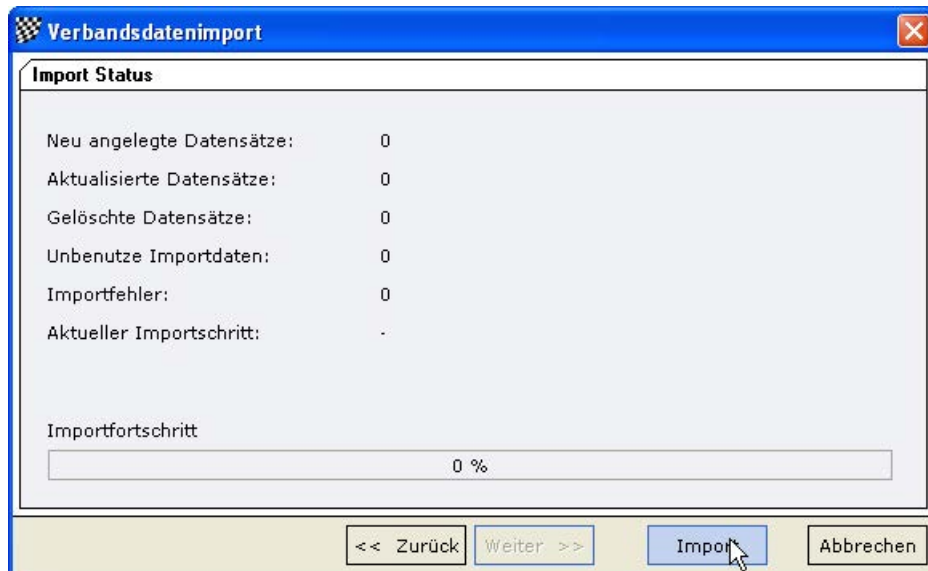 Verbandsdatenimport
Import Status
Neu angelegte Datensätze: 0
Aktualisierte Datensätze: 0
Gelöschte Datensätze: 0
Unbenutze Importdaten: 0
Importfehler: 0
Aktueller Importschritt: -
Importfortschritt
0 %
<< Zurück Weiter >> Import Abbrechen